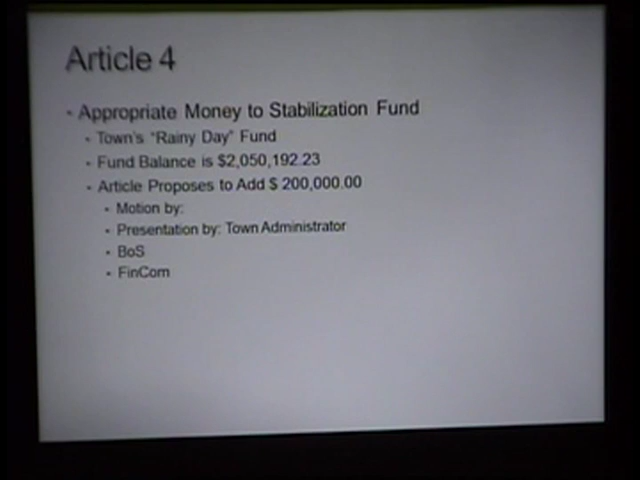 Article 4
• Appropriate Money to Stabilization Fund
• Town's "Rainy Day" Fund
• Fund Balance is $2,050,192.23
• Article Proposes to Add $ 200,000.00
• Motion by:
• Presentation by: Town Administrator
• BoS
• FinCom